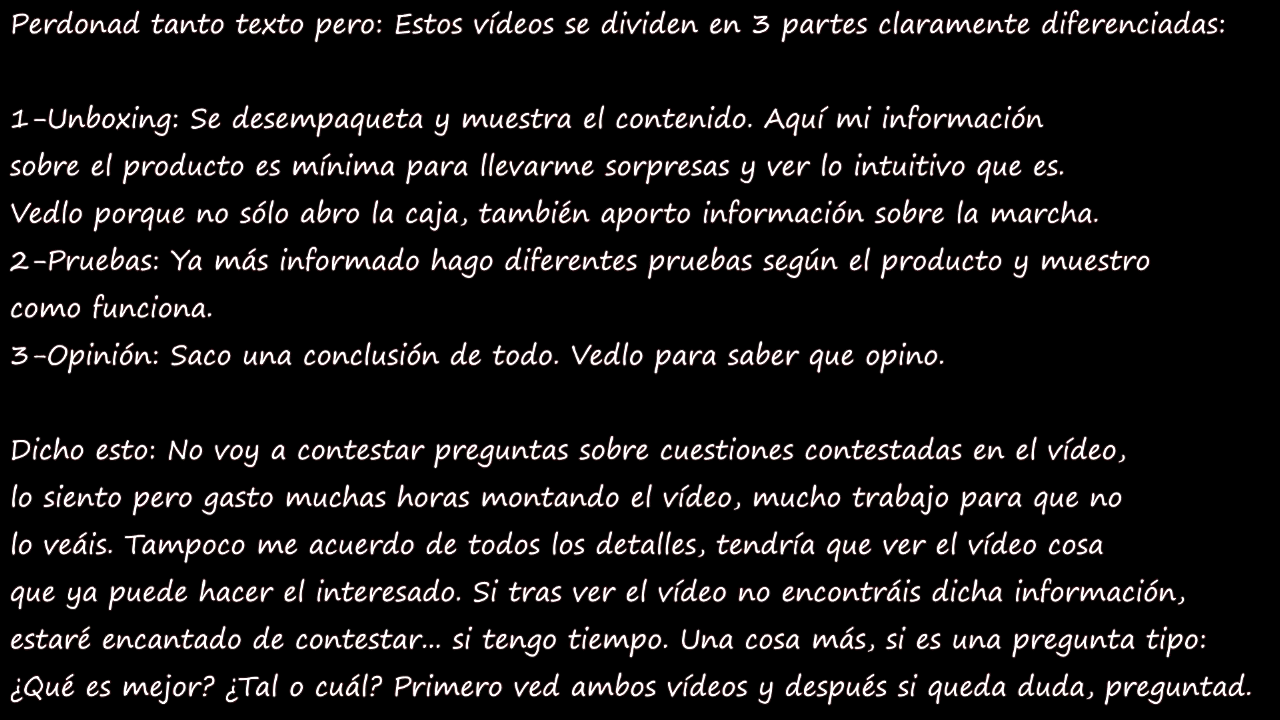 Perdonad tanto texto pero: Estos vídeos se dividen en 3 partes claramente diferenciadas:
1-Unboxing: Se desempaqueta y muestra el contenido. Aquí mi información
sobre el producto es mínima para llevarme sorpresas y ver lo intuitivo que es.
Vedlo porque no sólo abro la caja, también aporto información sobre la marcha.
2-Pruebas: Ya más informado hago diferentes pruebas según el producto y muestro
como funciona.
3-Opinión: Saco una conclusión de todo. Vedlo para saber que opino.
Dicho esto: No voy a contestar preguntas sobre cuestiones contestadas en el vídeo,
lo siento pero gasto muchas horas montando el vídeo, mucho trabajo para que no
lo veáis. Tampoco me acuerdo de todos los detalles, tendría que ver el vídeo cosa
que ya puede hacer el interesado. Si tras ver el vídeo no encontráis dicha información,
estaré encantado de contestar... si tengo tiempo. Una cosa más, si es una pregunta tipo:
¿Qué es mejor? ¿Tal o cuál? Primero ved ambos vídeos y después si queda duda, preguntad.